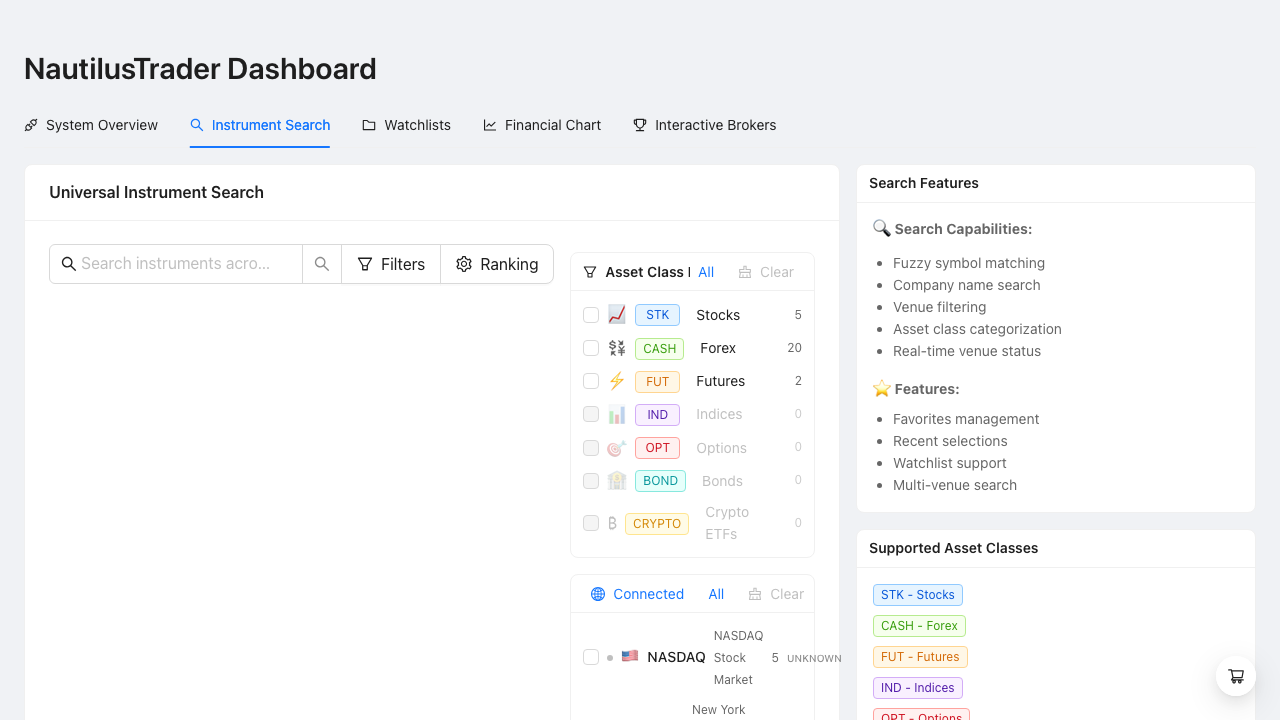 NautilusTrader Dashboard
System Overview
Instrument Search
Watchlists
Financial Chart
Interactive Brokers
Universal Instrument Search
Search instruments acro...
Filters
Ranking
Asset Class
All
Clear
STK Stocks 5
CASH Forex 20
FUT Futures 2
IND Indices 0
OPT Options 0
BOND Bonds 0
CRYPTO Crypto ETFs 0
Connected
All
Clear
NASDAQ
NASDAQ
Stock
Market
5
UNKNOWN
New York
Search Features
Search Capabilities:
Fuzzy symbol matching
Company name search
Venue filtering
Asset class categorization
Real-time venue status
Features:
Favorites management
Recent selections
Watchlist support
Multi-venue search
Supported Asset Classes
STK - Stocks
CASH - Forex
FUT - Futures
IND - Indices
OPT - Options